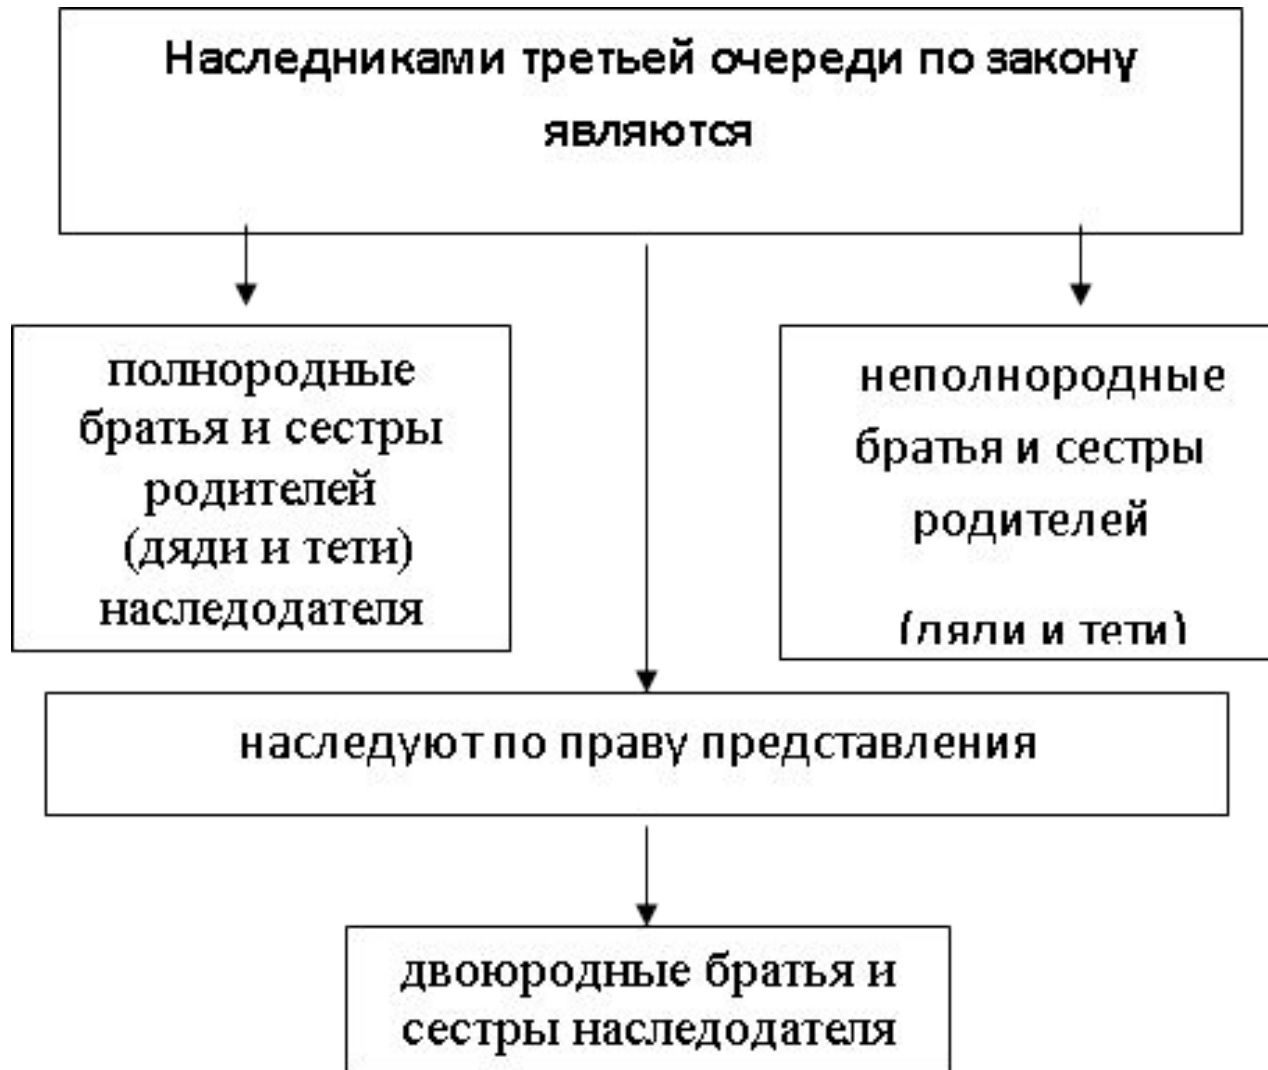 Наследниками третьей очереди по закону
являются
полнородные
братья и сестры
родителей
(дяди и тети)
наследодателя
неполнородные
братья и сестры
родителей
(дяди и тети)
наследуют по праву представления
двоюродные братья и
сестры наследодателя